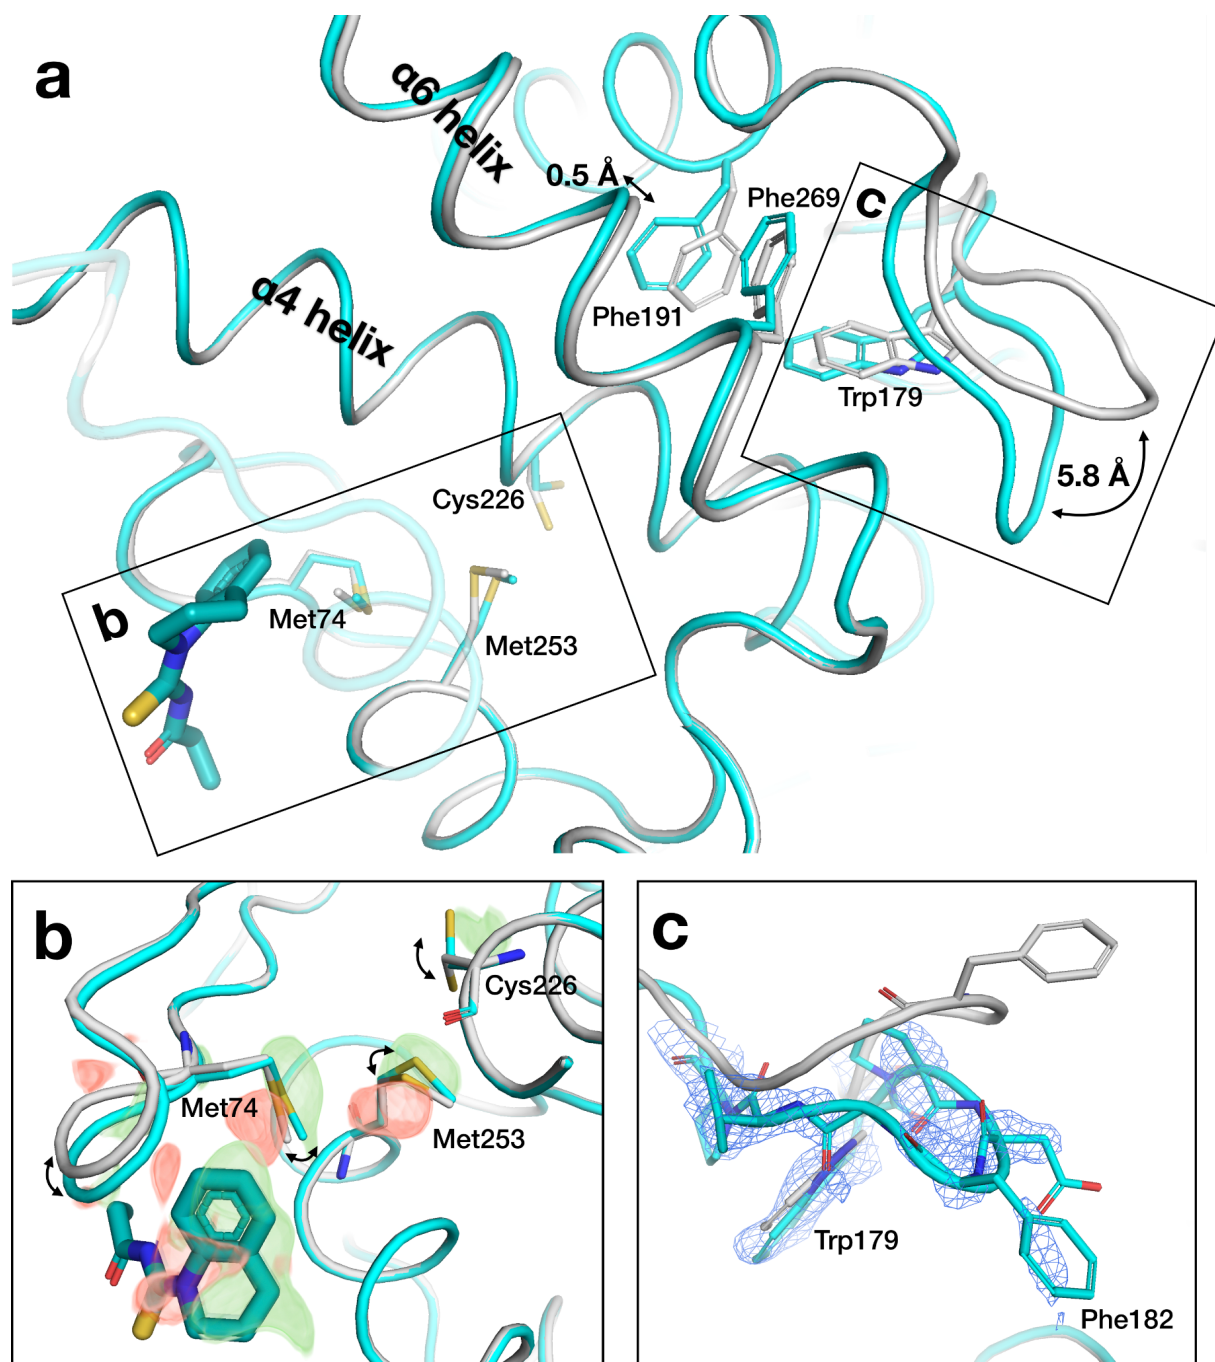 a
α6 helix
0.5 Å
Phe269
c
α4 helix
Phe191
Trp179
5.8 Å
Cys226
b
Met74
Met253
b
Cys226
Met74
Met253
c
Trp179
Phe182